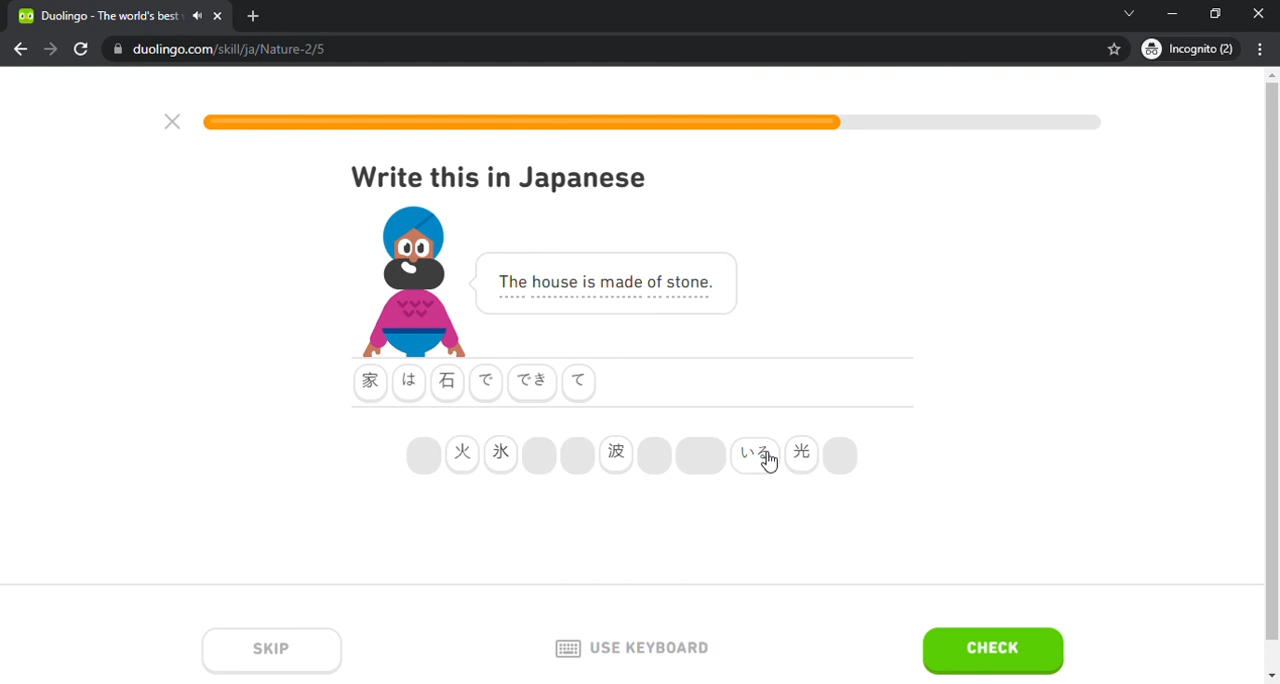 Duolingo - The world's best
duolingo.com/skill/ja/Nature-2/5
Incognito (2)
Write this in Japanese
The house is made of stone.
家 は 石 で でき て
火 氷 波 いる 光
SKIP
USE KEYBOARD
CHECK